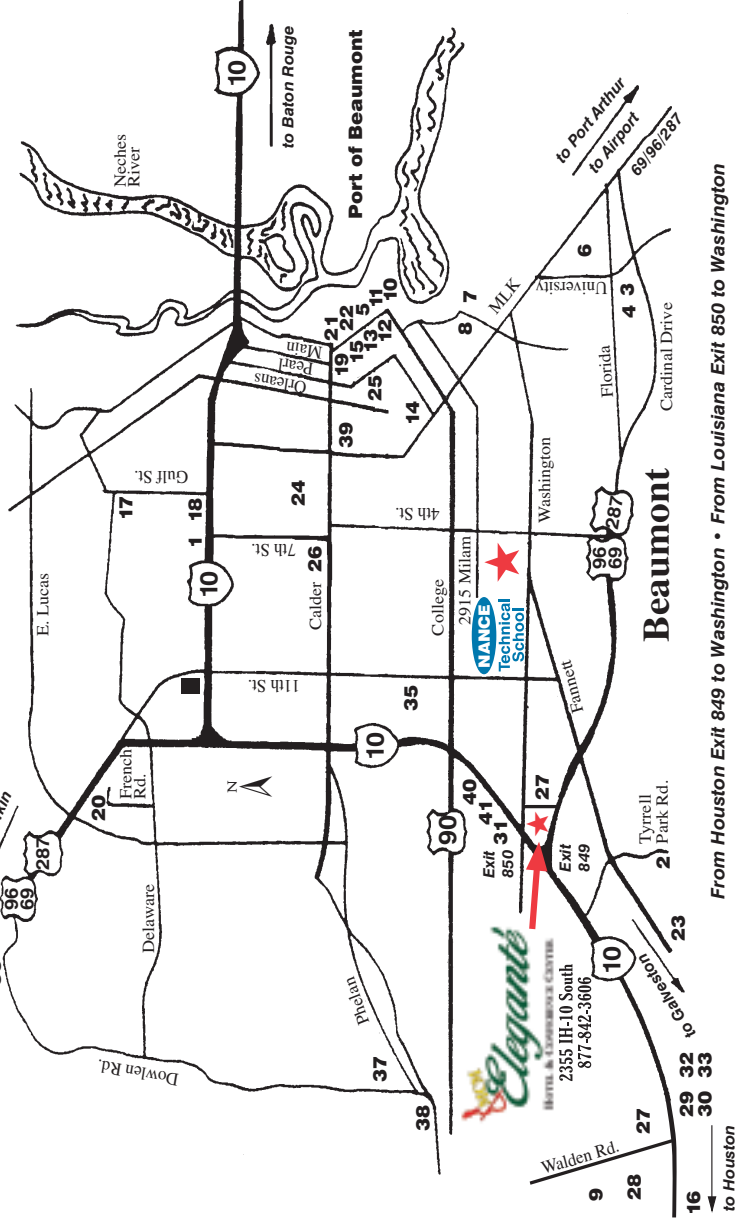 96
69
287
Dowlen Rd.
Delaware
20
French
Rd.
E. Lucas
17
Gulf St.
Neches
River
10
to Baton Rouge
1
18
10
N
11th St.
7th St.
24
Orleans
Pearl
Main
Phelan
37
38
Calder
26
39
19
21
15
22
13
5
12
11
10
25
14
Port of Beaumont
10
35
90
College
4th St.
8
7
MLK
40
41
31
2915 Milam
NANCE
Technical
School
MCM
Eleganté
Hotel & Conference Center
2355 IH-10 South
877-842-3606
Exit
850
27
Exit
849
Washington
University
6
to Port Arthur
to Airport
69/96/287
Walden Rd.
9
28
27
10
Fannett
96
69
287
Florida
4
3
Cardinal Drive
Tyrrell
Park Rd.
2
23
to Galveston
Beaumont
16
29
32
30
33
to Houston
From Houston Exit 849 to Washington • From Louisiana Exit 850 to Washington